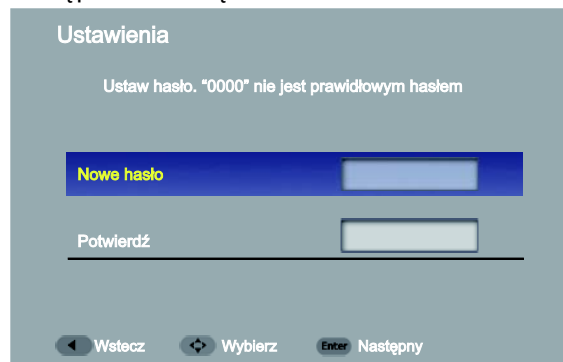 Ustawienia
Ustaw hasło. “0000” nie jest prawidłowym hasłem
Nowe hasło
Potwierdź
Wstecz Wybierz Enter Następny